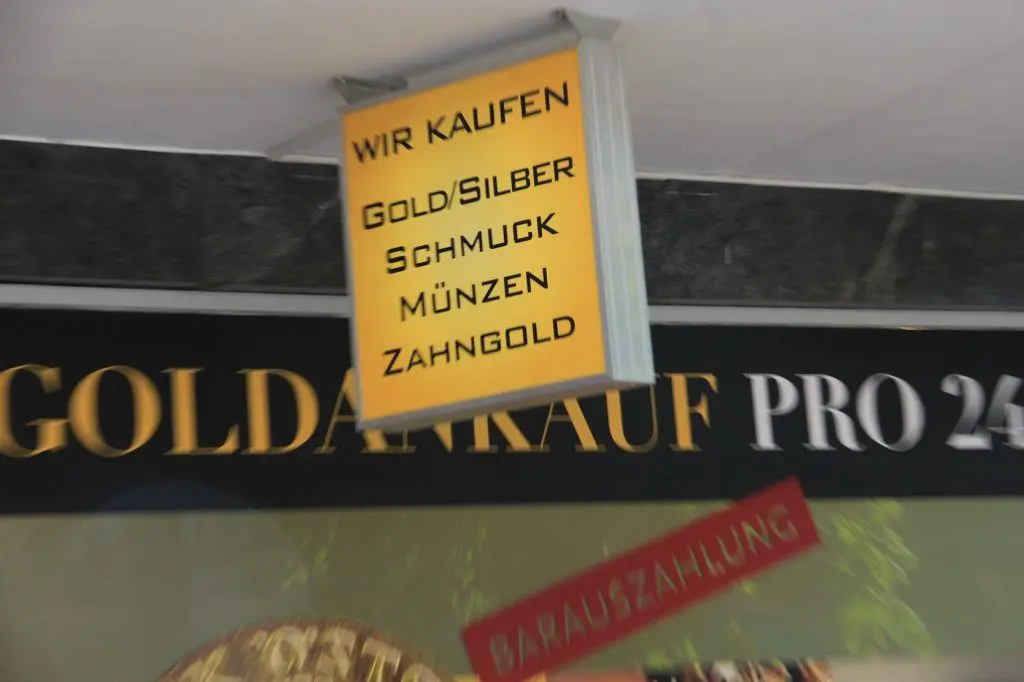 WIR KAUFEN
GOLD/SILBER
SCHMUCK
MÜNZEN
ZAHNGOLD
GOLDANKAUF PRO 24
BARAUSZAHLUNG